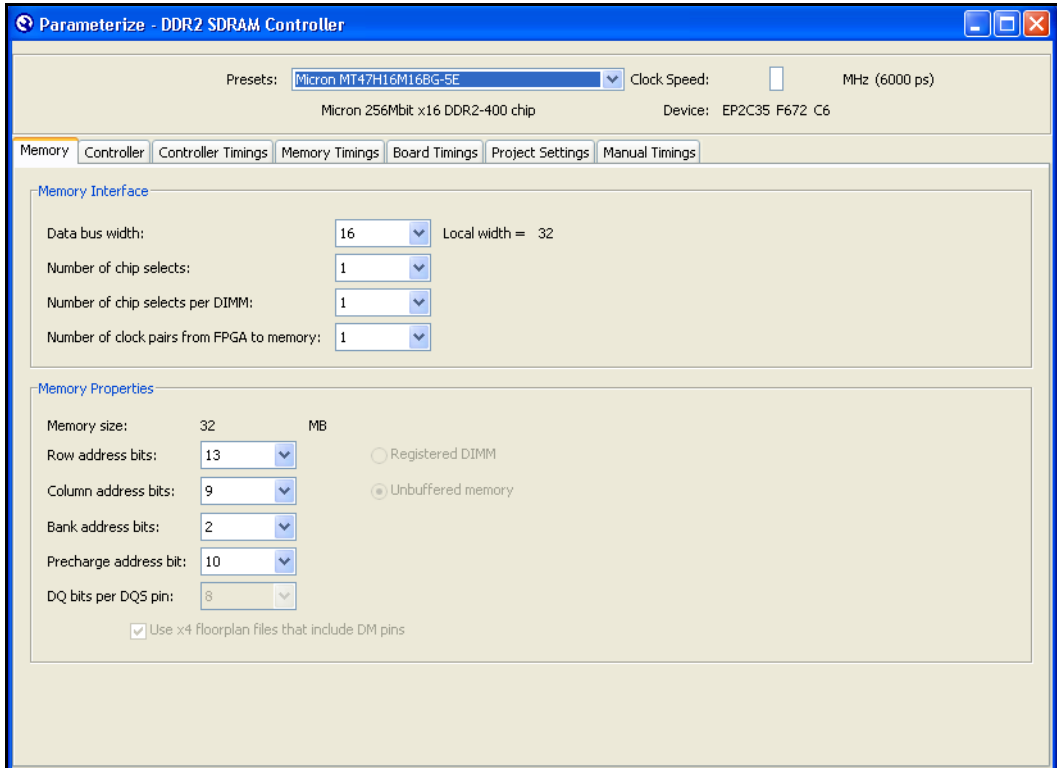 Parameterize - DDR2 SDRAM Controller
Presets: Micron MT47H16M16BG-5E Clock Speed: MHz (6000 ps)
Micron 256Mbit x16 DDR2-400 chip Device: EP2C35 F672 C6
Memory Controller Controller Timings Memory Timings Board Timings Project Settings Manual Timings
Memory Interface
Data bus width: 16 Local width = 32
Number of chip selects: 1
Number of chip selects per DIMM: 1
Number of clock pairs from FPGA to memory: 1
Memory Properties
Memory size: 32 MB
Row address bits: 13 Registered DIMM
Column address bits: 9 Unbuffered memory
Bank address bits: 2
Precharge address bit: 10
DQ bits per DQS pin: 8
Use x4 floorplan files that include DM pins